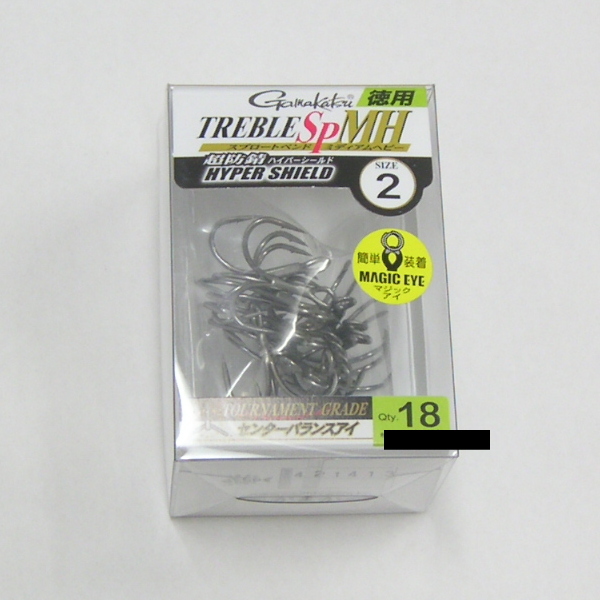 Gamakatsu® 徳用
TREBLE Sp MH
スプロートベンド ミディアムヘビー
超防錆 ハイパーシールド
HYPER SHIELD
SIZE
2
簡単 装着
MAGIC EYE
マジック
アイ
TOURNAMENT GRADE
センターバランスアイ
Qty. 18